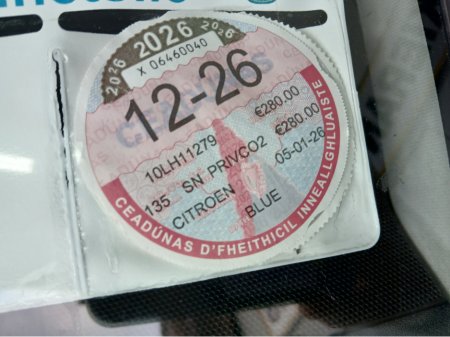 2026 2026 2026
X 06460040
12-26
10LH11279 €280.00
135 SN PRIVCO2 €280.00
CITROEN BLUE 05-01-26
CEADÚNAS D'FHEITHICIL INNEALLGHLUAISTE